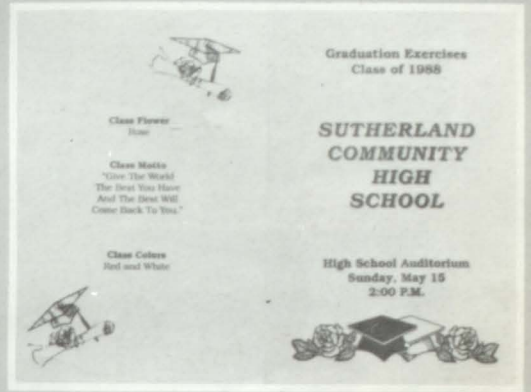 Class Flower
Rose
Class Motto
"Give The World
The Best You Have
And The Best Will
Come Back To You."
Class Colors
Red and White
Graduation Exercises
Class of 1988
SUTHERLAND
COMMUNITY
HIGH
SCHOOL
High School Auditorium
Sunday, May 15
2:00 P.M.